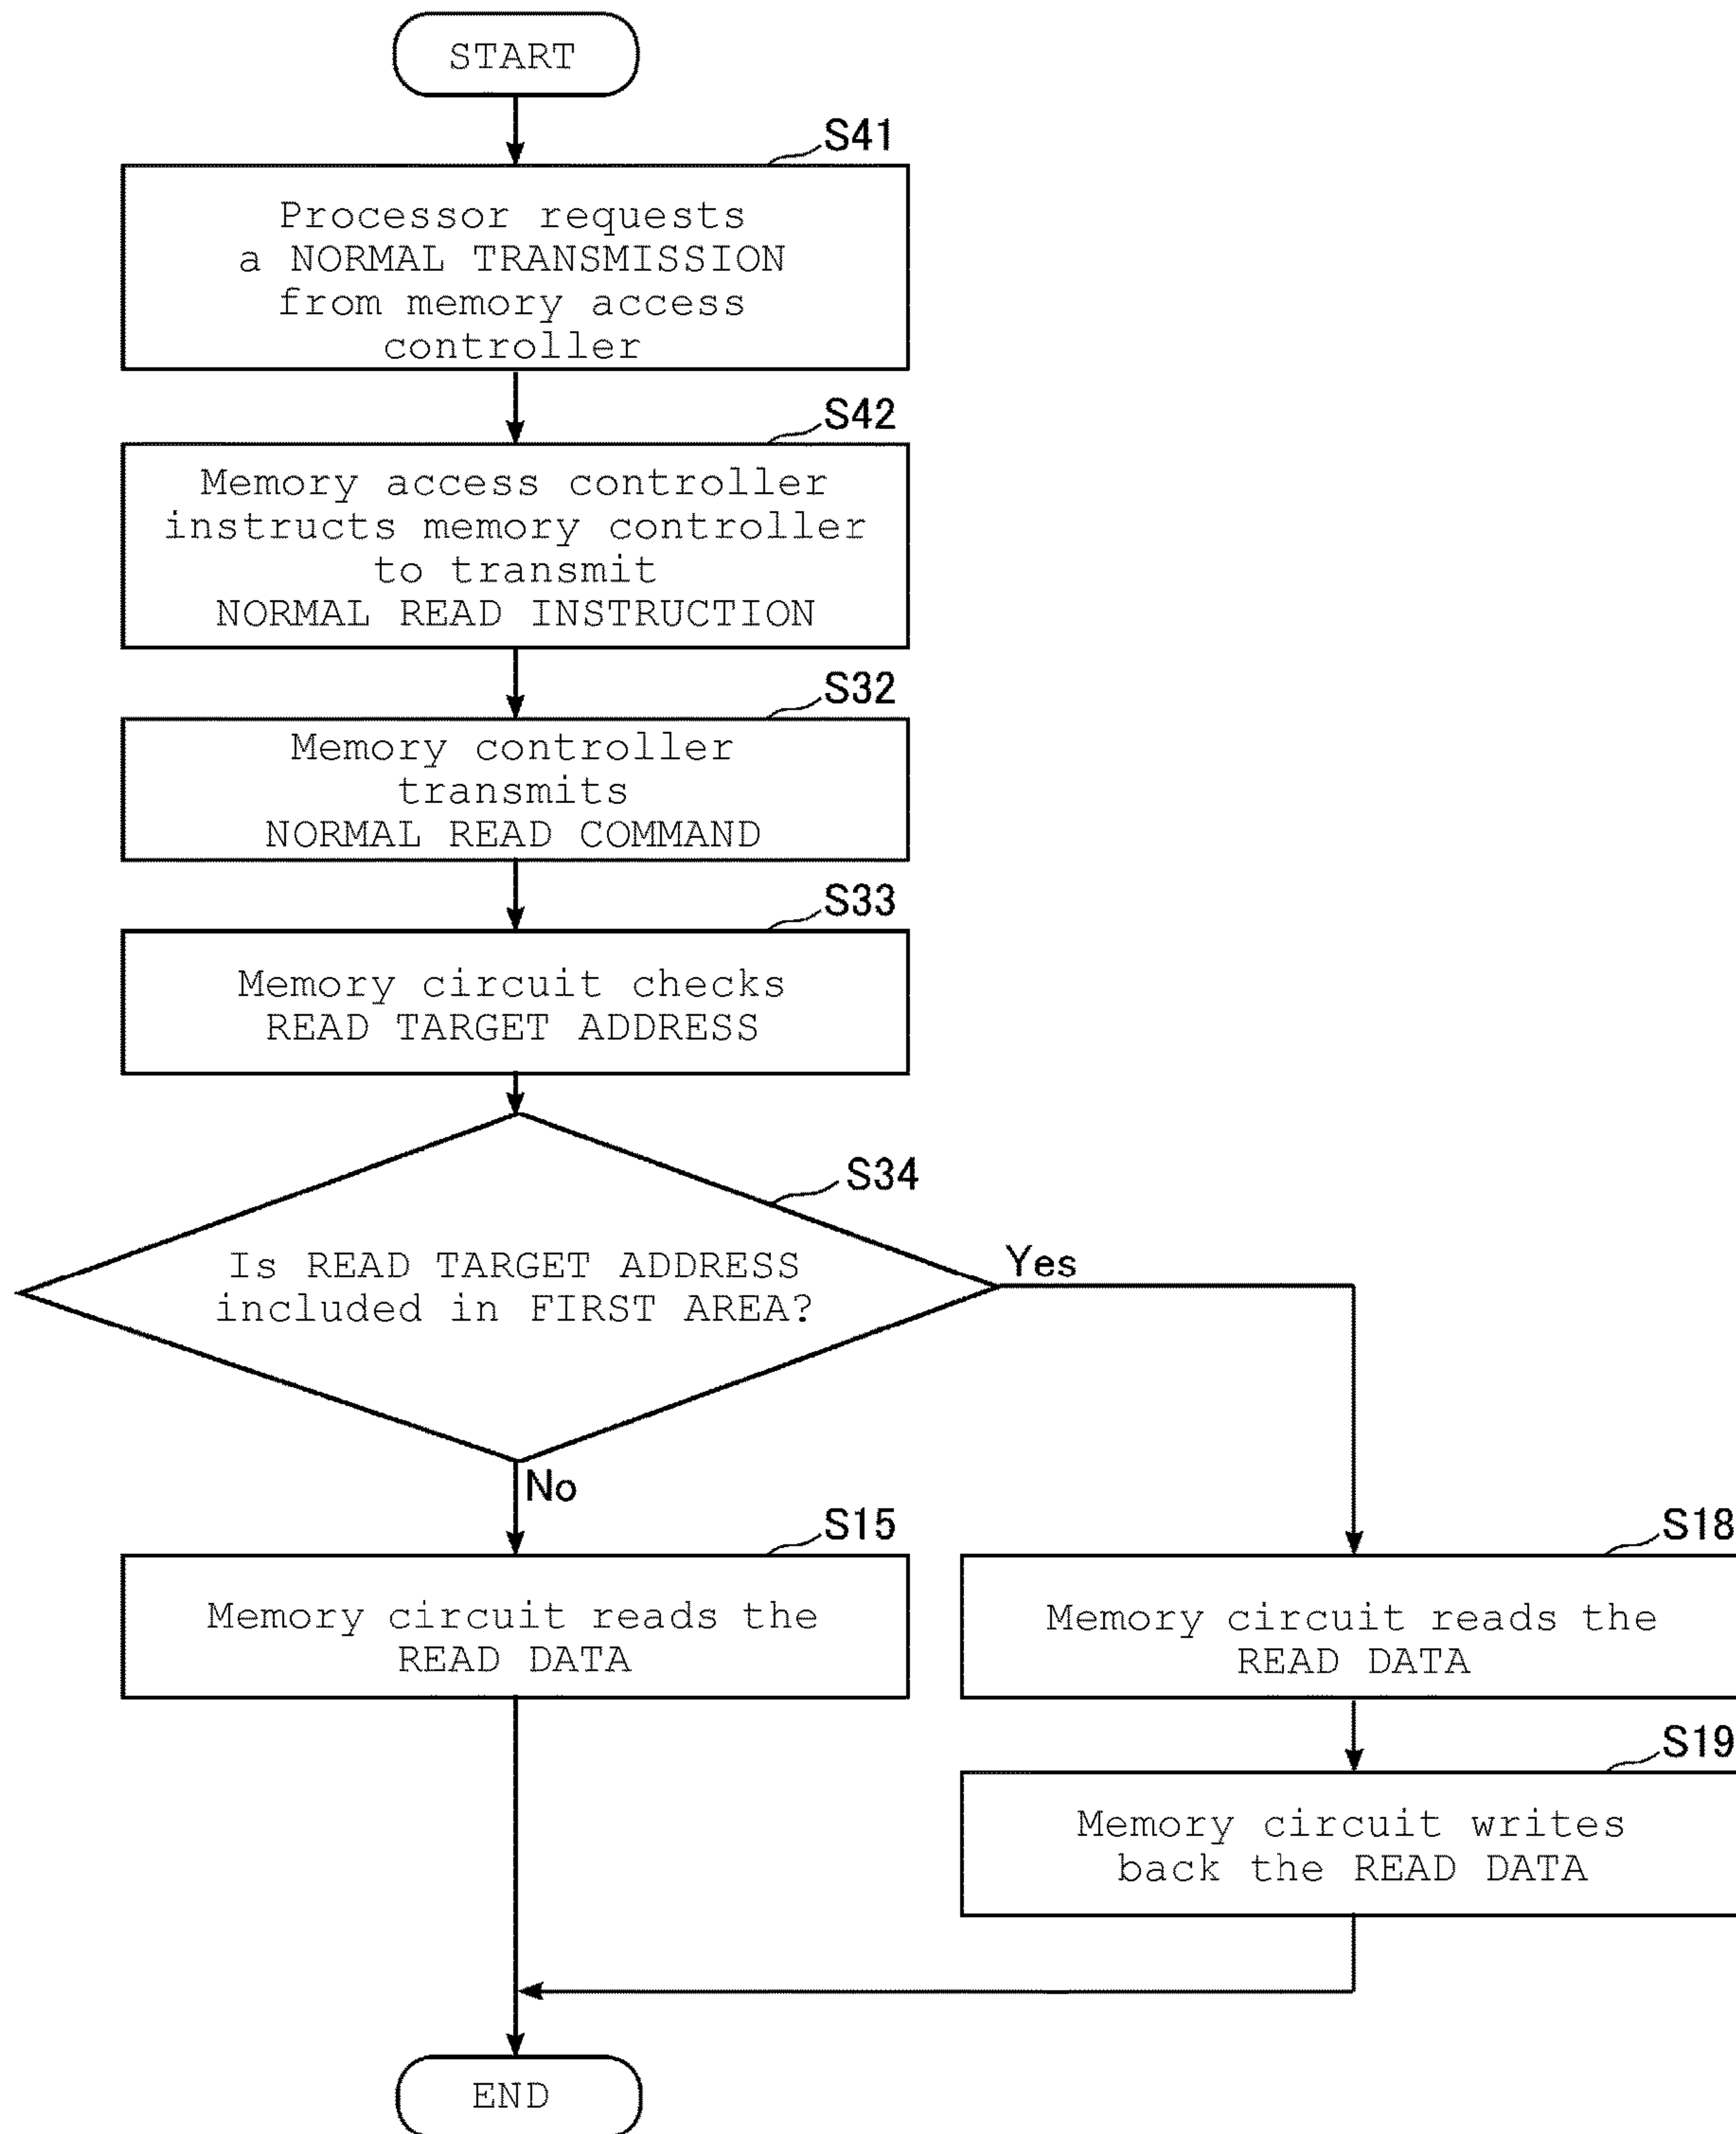 START
S41
Processor requests
a NORMAL TRANSMISSION
from memory access
controller
S42
Memory access controller
instructs memory controller
to transmit
NORMAL READ INSTRUCTION
S32
Memory controller
transmits
NORMAL READ COMMAND
S33
Memory circuit checks
READ TARGET ADDRESS
S34
Is READ TARGET ADDRESS
included in FIRST AREA?
Yes
No
S15
Memory circuit reads the
READ DATA
S18
Memory circuit reads the
READ DATA
S19
Memory circuit writes
back the READ DATA
END